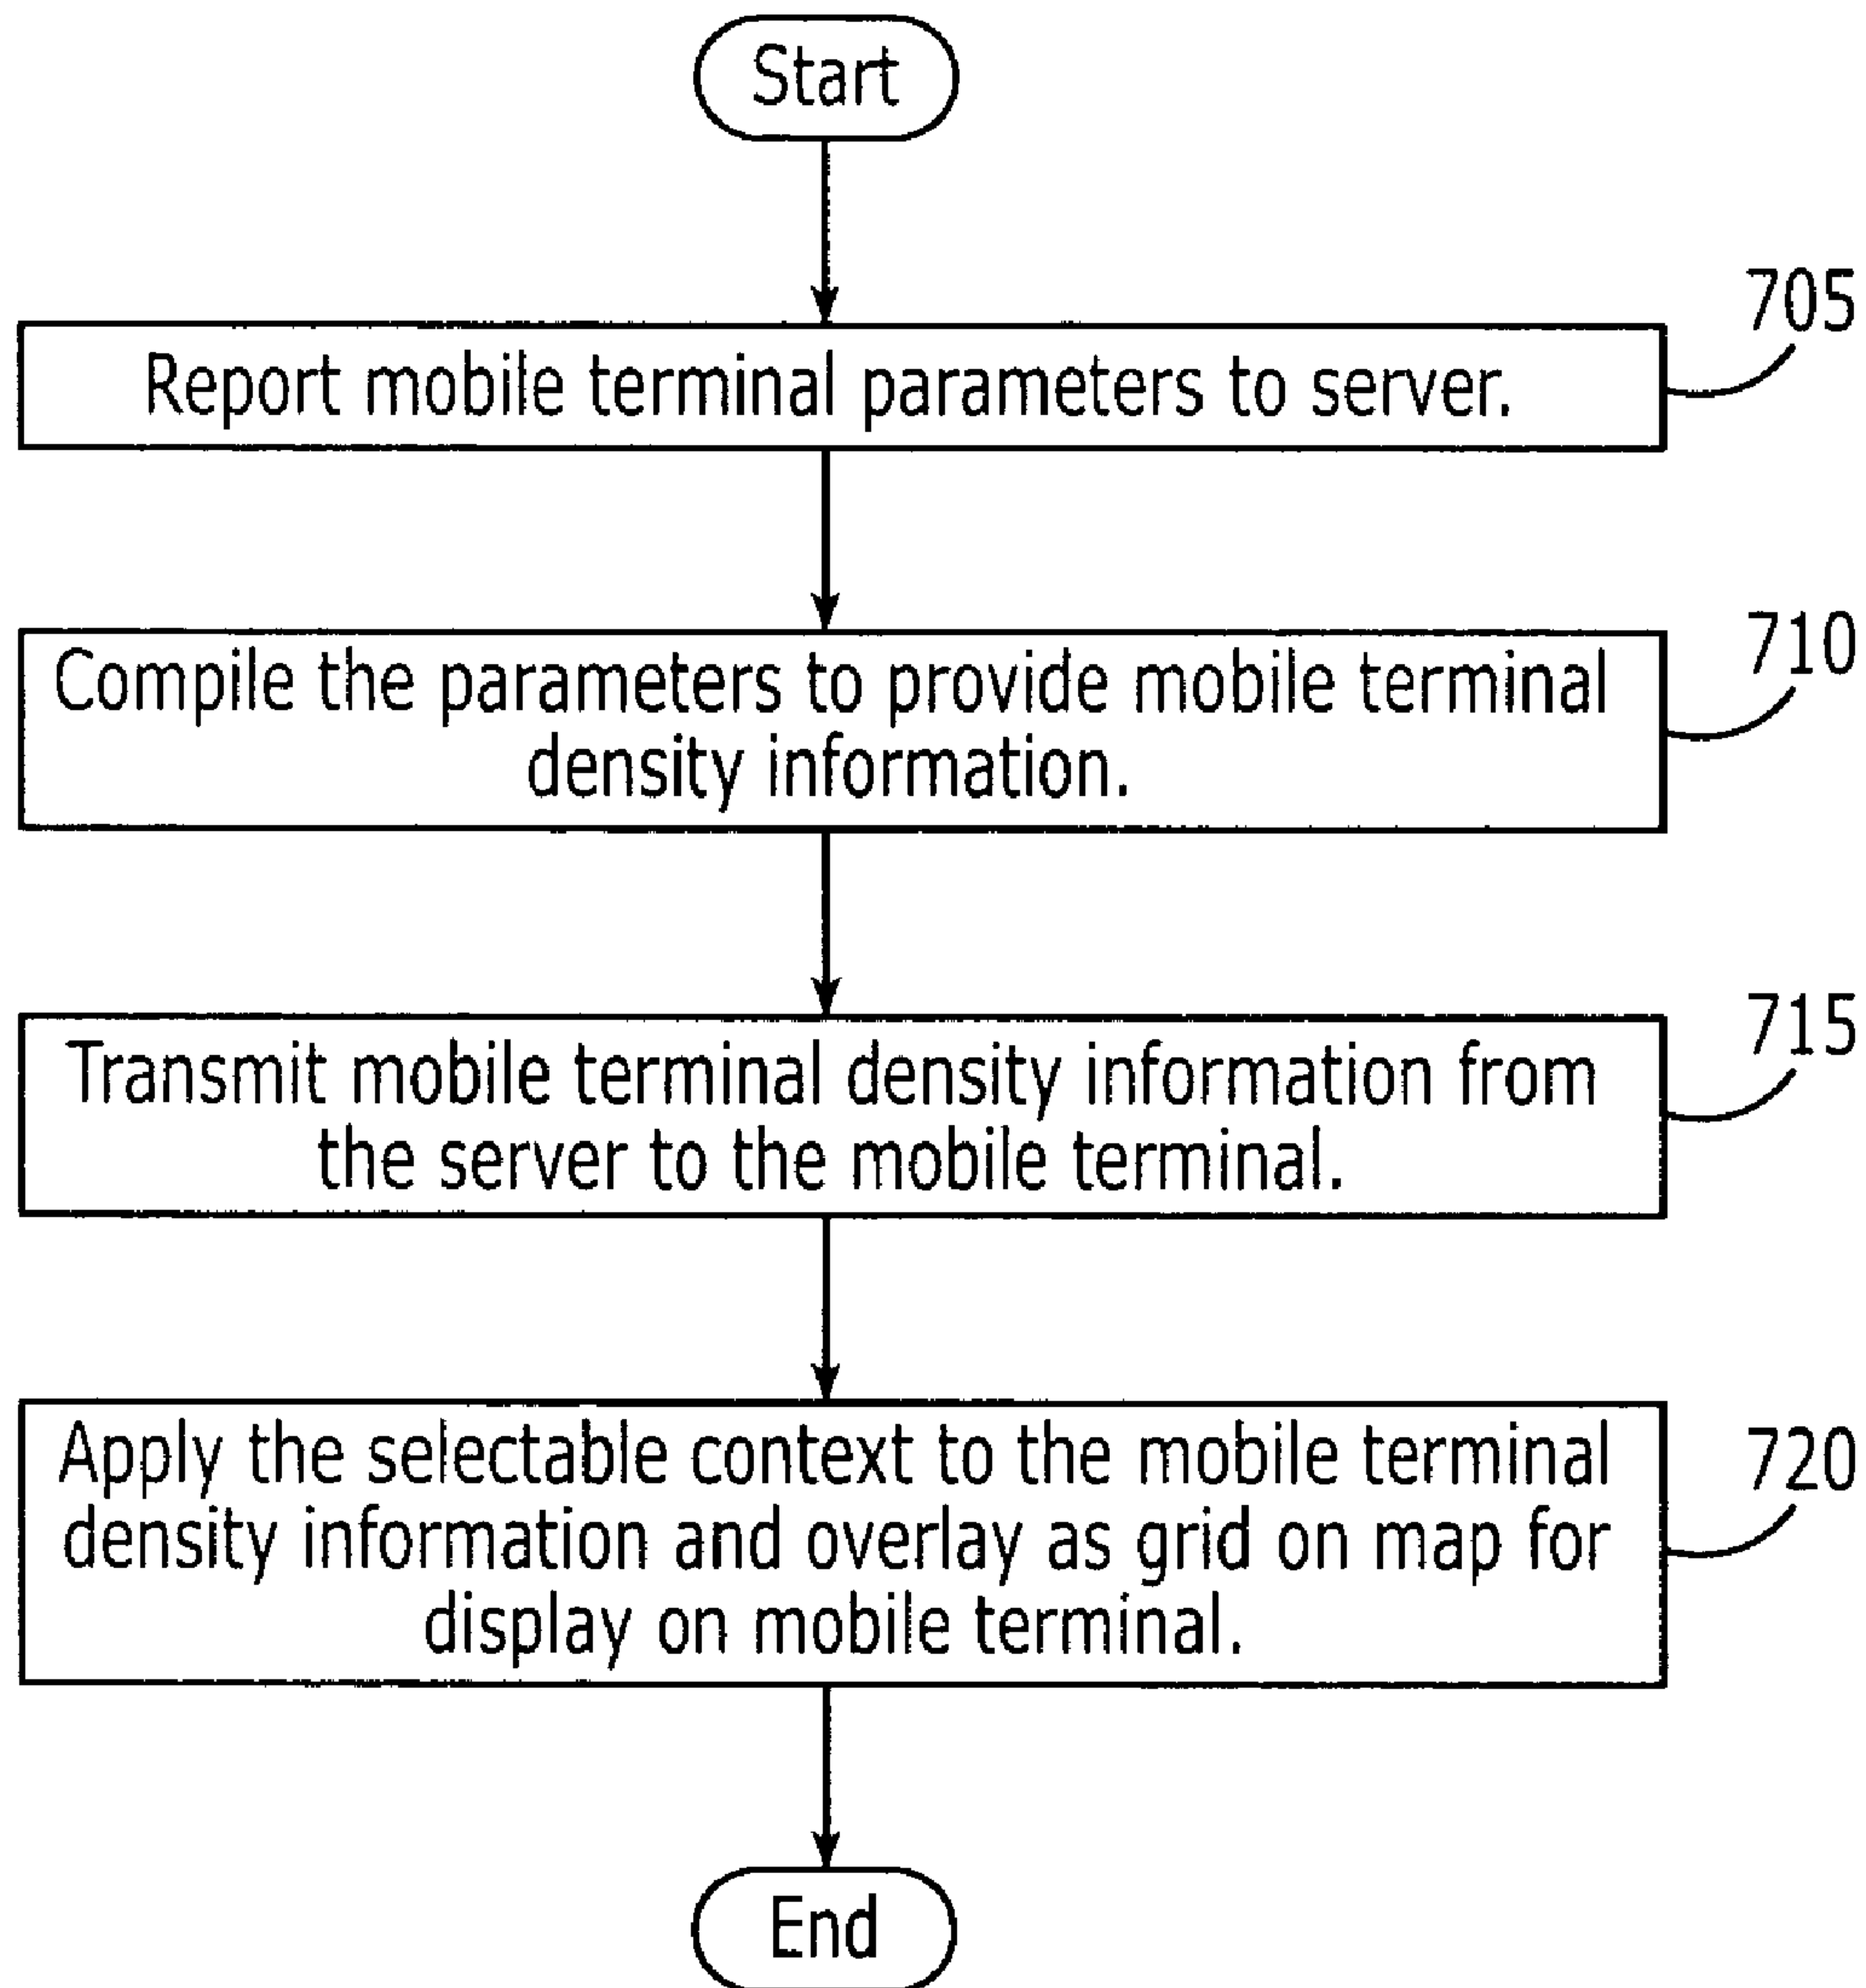 Start
705
Report mobile terminal parameters to server.
710
Compile the parameters to provide mobile terminal
density information.
715
Transmit mobile terminal density information from
the server to the mobile terminal.
720
Apply the selectable context to the mobile terminal
density information and overlay as grid on map for
display on mobile terminal.
End